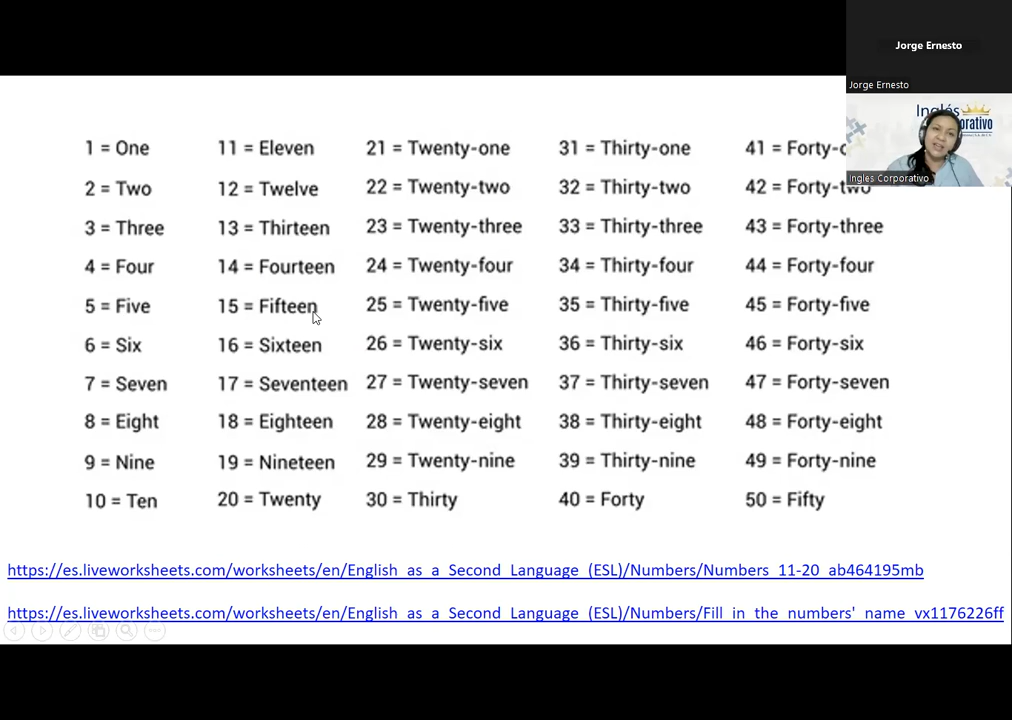 Jorge Ernesto
Jorge Ernesto
Inglés
Ingles Corporativo
1 = One 11 = Eleven 21 = Twenty-one 31 = Thirty-one 41 =
2 = Two 12 = Twelve 22 = Twenty-two 32 = Thirty-two 42 = Forty-two
3 = Three 13 = Thirteen 23 = Twenty-three 33 = Thirty-three 43 = Forty-three
4 = Four 14 = Fourteen 24 = Twenty-four 34 = Thirty-four 44 = Forty-four
5 = Five 15 = Fifteen 25 = Twenty-five 35 = Thirty-five 45 = Forty-five
6 = Six 16 = Sixteen 26 = Twenty-six 36 = Thirty-six 46 = Forty-six
7 = Seven 17 = Seventeen 27 = Twenty-seven 37 = Thirty-seven 47 = Forty-seven
8 = Eight 18 = Eighteen 28 = Twenty-eight 38 = Thirty-eight 48 = Forty-eight
9 = Nine 19 = Nineteen 29 = Twenty-nine 39 = Thirty-nine 49 = Forty-nine
10 = Ten 20 = Twenty 30 = Thirty 40 = Forty 50 = Fifty
https://es.liveworksheets.com/worksheets/en/English_as_a_Second_Language_(ESL)/Numbers/Numbers_11-20_ab464195mb
https://es.liveworksheets.com/worksheets/en/English_as_a_Second_Language_(ESL)/Numbers/Fill_in_the_numbers'_name_vx1176226ff